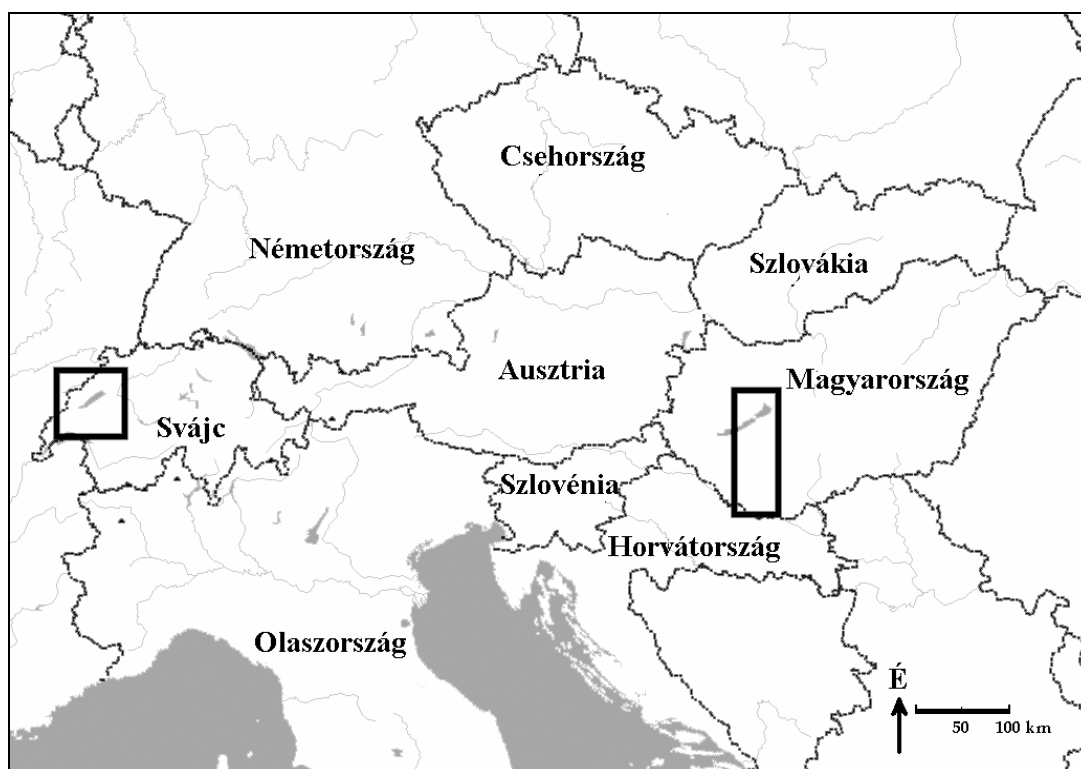 Csehország
Németország
Szlovákia
Ausztria
Magyarország
Svájc
Szlovénia
Horvátország
Olaszország
É
50 100 km